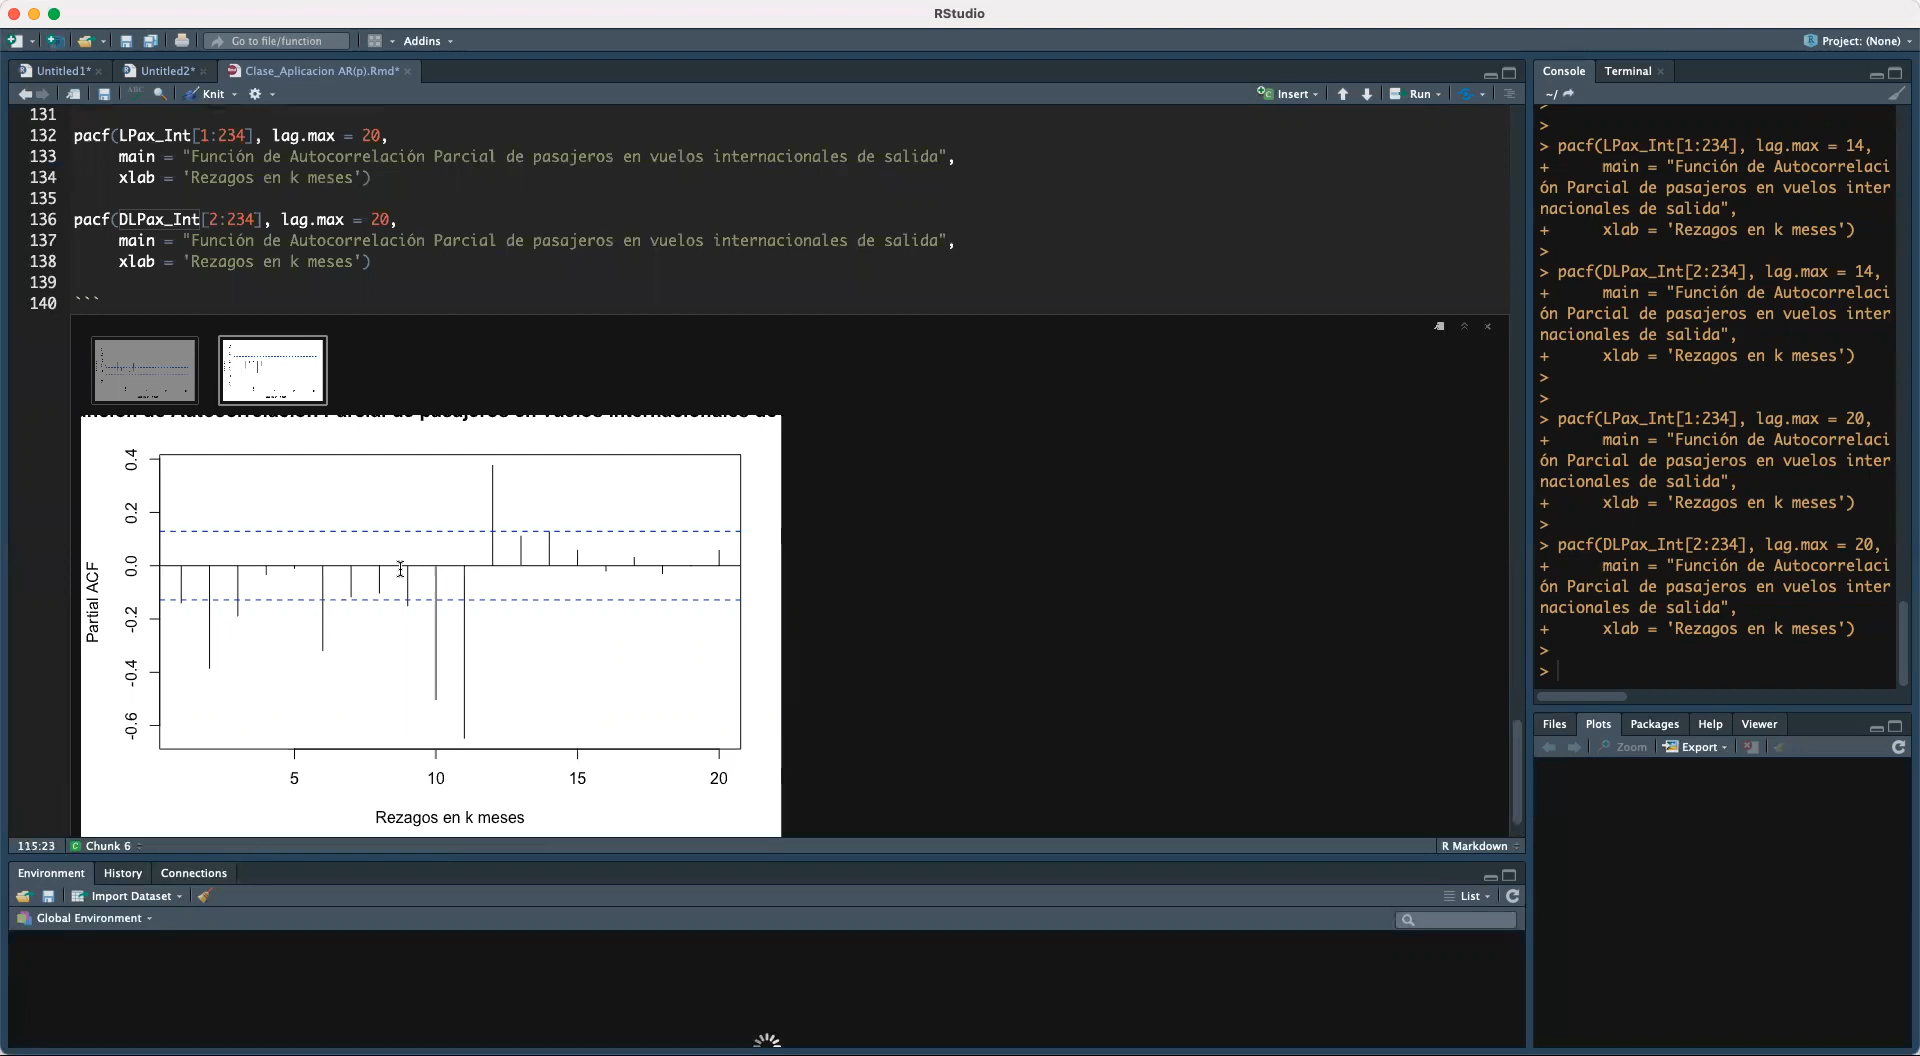 RStudio
Go to file/function
Addins
Project: (None)
Untitled1*
Untitled2*
Clase_Aplicacion AR(p).Rmd*
ABC
Knit
Insert
Run
131
132 pacf(LPax_Int[1:234], lag.max = 20,
133 main = "Función de Autocorrelación Parcial de pasajeros en vuelos internacionales de salida",
134 xlab = 'Rezagos en k meses')
135
136 pacf(DLPax_Int[2:234], lag.max = 20,
137 main = "Función de Autocorrelación Parcial de pasajeros en vuelos internacionales de salida",
138 xlab = 'Rezagos en k meses')
139
140 ```
Autocorrelación Parcial de pasajeros en vuelos internacionales de
Partial ACF
0.4
0.2
0.0
-0.2
-0.4
-0.6
5 10 15 20
Rezagos en k meses
115:23
C Chunk 6
R Markdown
Environment
History
Connections
Import Dataset
List
Global Environment
Console
Terminal
~/
>
>
> pacf(LPax_Int[1:234], lag.max = 14,
+ main = "Función de Autocorrelaci
ón Parcial de pasajeros en vuelos inter
nacionales de salida",
+ xlab = 'Rezagos en k meses')
>
> pacf(DLPax_Int[2:234], lag.max = 14,
+ main = "Función de Autocorrelaci
ón Parcial de pasajeros en vuelos inter
nacionales de salida",
+ xlab = 'Rezagos en k meses')
>
>
> pacf(LPax_Int[1:234], lag.max = 20,
+ main = "Función de Autocorrelaci
ón Parcial de pasajeros en vuelos inter
nacionales de salida",
+ xlab = 'Rezagos en k meses')
>
> pacf(DLPax_Int[2:234], lag.max = 20,
+ main = "Función de Autocorrelaci
ón Parcial de pasajeros en vuelos inter
nacionales de salida",
+ xlab = 'Rezagos en k meses')
>
>
Files
Plots
Packages
Help
Viewer
Zoom
Export